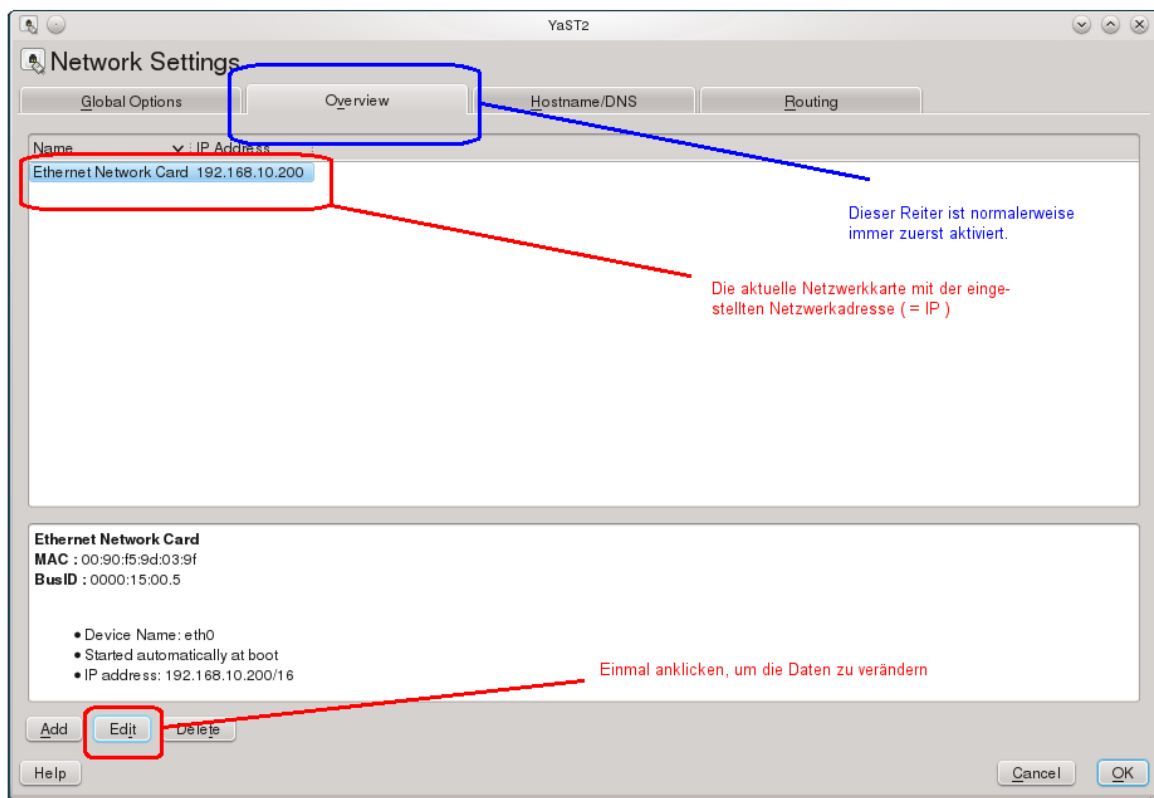 YaST2
Network Settings
Global Options
Overview
Hostname/DNS
Routing
Name
IP Address
Ethernet Network Card 192.168.10.200
Dieser Reiter ist normalerweise
immer zuerst aktiviert.
Die aktuelle Netzwerkkarte mit der einge-
stellten Netzwerkadresse ( = IP )
Ethernet Network Card
MAC : 00:90:f5:9d:03:9f
BusID : 0000:15:00.5
• Device Name: eth0
• Started automatically at boot
• IP address: 192.168.10.200/16
Einmal anklicken, um die Daten zu verändern
Add
Edit
Delete
Help
Cancel
OK